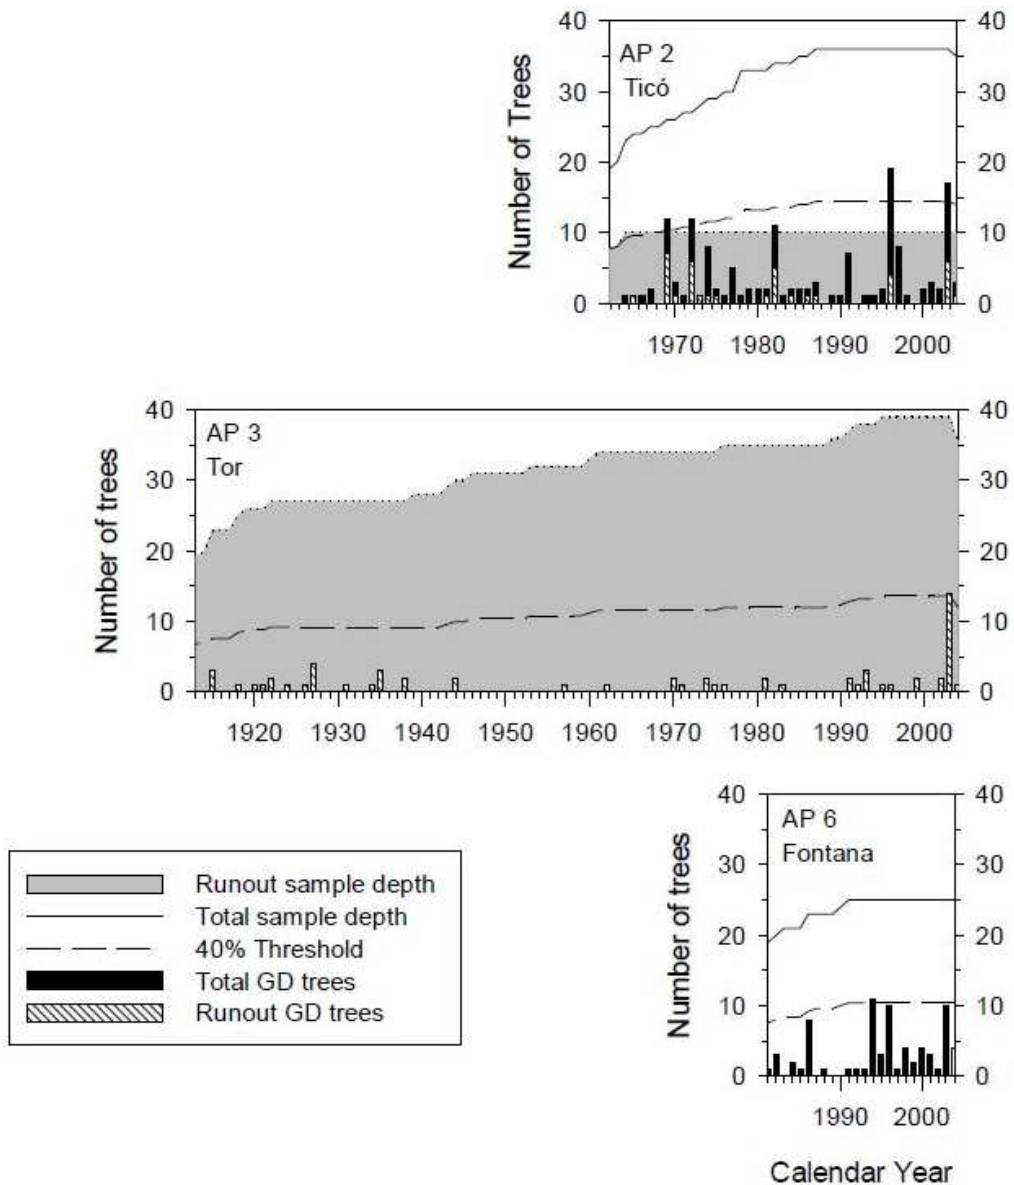 40
30
20
10
0
Number of Trees
AP 2
Ticó
40
30
20
10
0
1970 1980 1990 2000
40
30
20
10
0
Number of trees
AP 3
Tor
40
30
20
10
0
1920 1930 1940 1950 1960 1970 1980 1990 2000
40
30
20
10
0
Number of trees
AP 6
Fontana
40
30
20
10
0
1990 2000
Calendar Year
Runout sample depth
Total sample depth
40% Threshold
Total GD trees
Runout GD trees